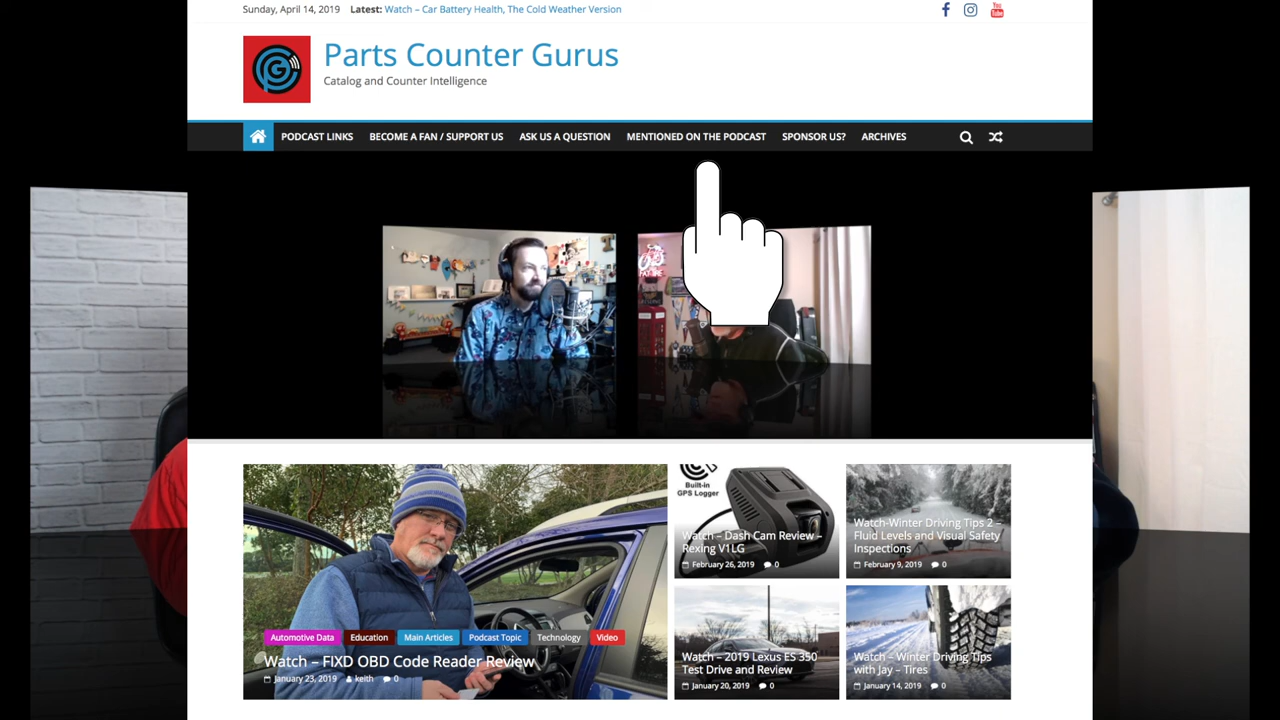 Sunday, April 14, 2019 Latest: Watch – Car Battery Health, The Cold Weather Version
You Tube
Parts Counter Gurus
Catalog and Counter Intelligence
PODCAST LINKS BECOME A FAN / SUPPORT US ASK US A QUESTION MENTIONED ON THE PODCAST SPONSOR US? ARCHIVES
Built-in
GPS Logger
Watch – Dash Cam Review –
Rexing V1LG
February 26, 2019 0
Watch-Winter Driving Tips 2 –
Fluid Levels and Visual Safety
Inspections
February 9, 2019 0
Automotive Data Education Main Articles Podcast Topic Technology Video
Watch – FIXD OBD Code Reader Review
January 23, 2019 keith 0
Watch – 2019 Lexus ES 350
Test Drive and Review
January 20, 2019 0
Watch – Winter Driving Tips
with Jay – Tires
January 14, 2019 0